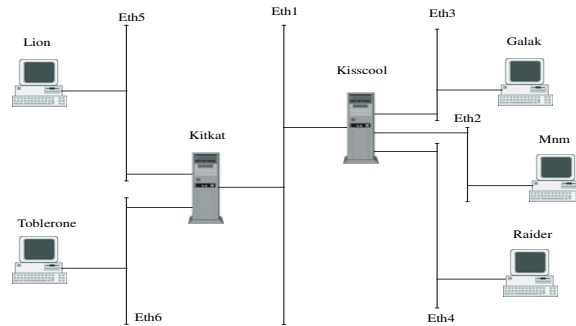 Eth5
Eth1
Eth3
Lion
Galak
Kisscool
Eth2
Kitkat
Mnm
Toblerone
Raider
Eth6
Eth4